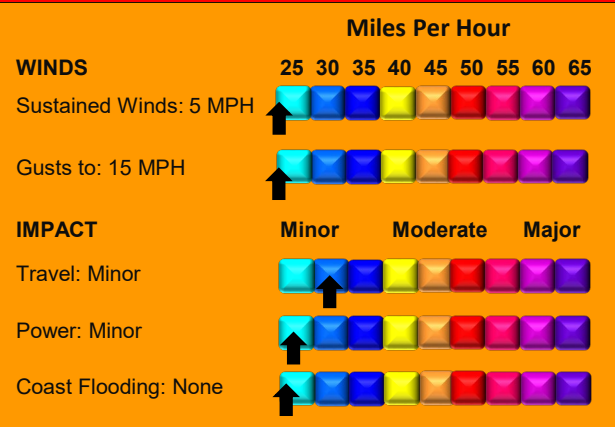 Miles Per Hour
WINDS 25 30 35 40 45 50 55 60 65
Sustained Winds: 5 MPH
Gusts to: 15 MPH
IMPACT Minor Moderate Major
Travel: Minor
Power: Minor
Coast Flooding: None